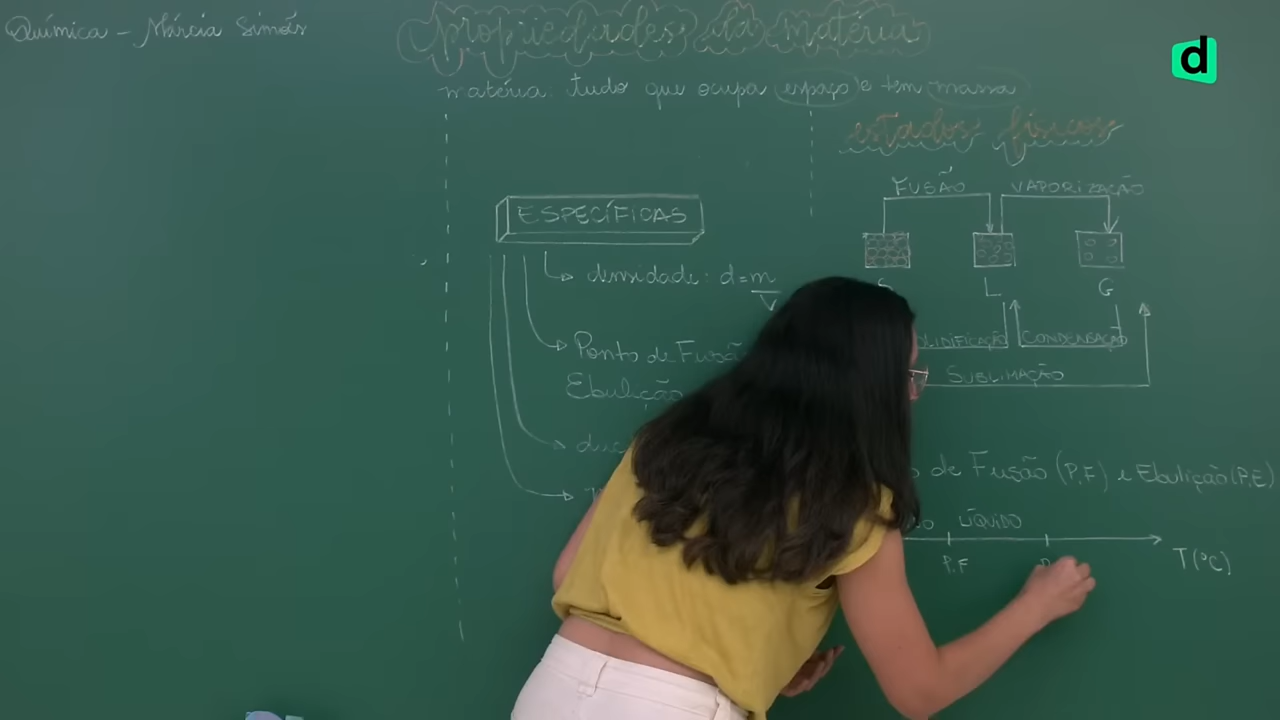 Química - Márcia Simões
propriedades da matéria
d
matéria: tudo que ocupa espaço e tem massa
estados físicos
FUSÃO VAPORIZAÇÃO
ESPECÍFICAS
densidade: d = m
V
L G
Ponto de Fusã
CONDENSAÇÃO
SUBLIMAÇÃO
Ebulição
de Fusão (P.F) e Ebulição (P.E)
LÍQUIDO
P.F
T(°C)